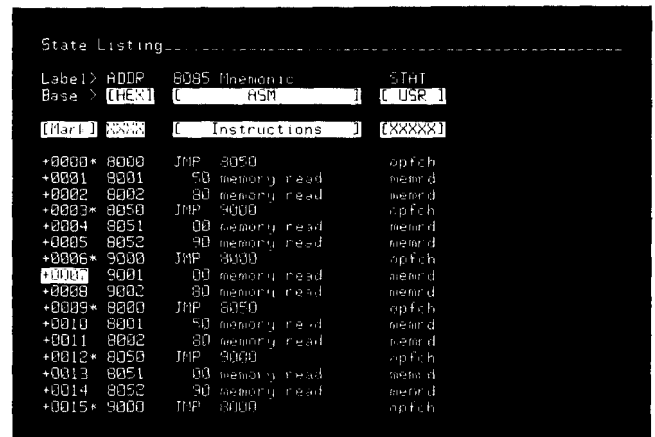 State Listing
Label> ADDR 8085 Mnemonic STAT
Base > [HEX] [ ASM ] [ USR ]
[Mark] XXXX [ Instructions ] [XXXXX]
+0000* 8000 JMP 8050 opfch
+0001 8001 50 memory read memrd
+0002 8002 80 memory read memrd
+0003* 8050 JMP 9000 opfch
+0004 8051 00 memory read memrd
+0005 8052 90 memory read memrd
+0006* 9000 JMP 8000 opfch
+0007 9001 00 memory read memrd
+0008 9002 80 memory read memrd
+0009* 8000 JMP 8050 opfch
+0010 8001 50 memory read memrd
+0011 8002 80 memory read memrd
+0012* 8050 JMP 9000 opfch
+0013 8051 00 memory read memrd
+0014 8052 90 memory read memrd
+0015* 9000 JMP 8000 opfch